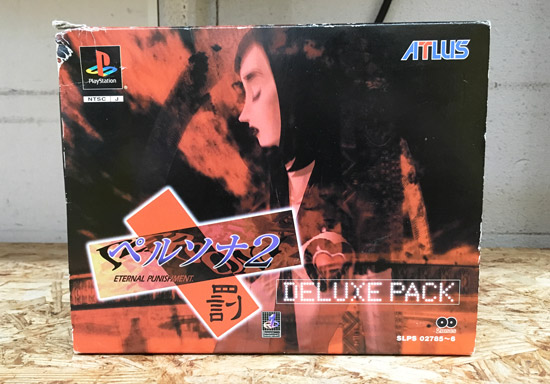 PlayStation
NTSC J
ATLUS
ペルソナ2
ETERNAL PUNISHMENT
罰
DELUXE PACK
SLPS 02785~6